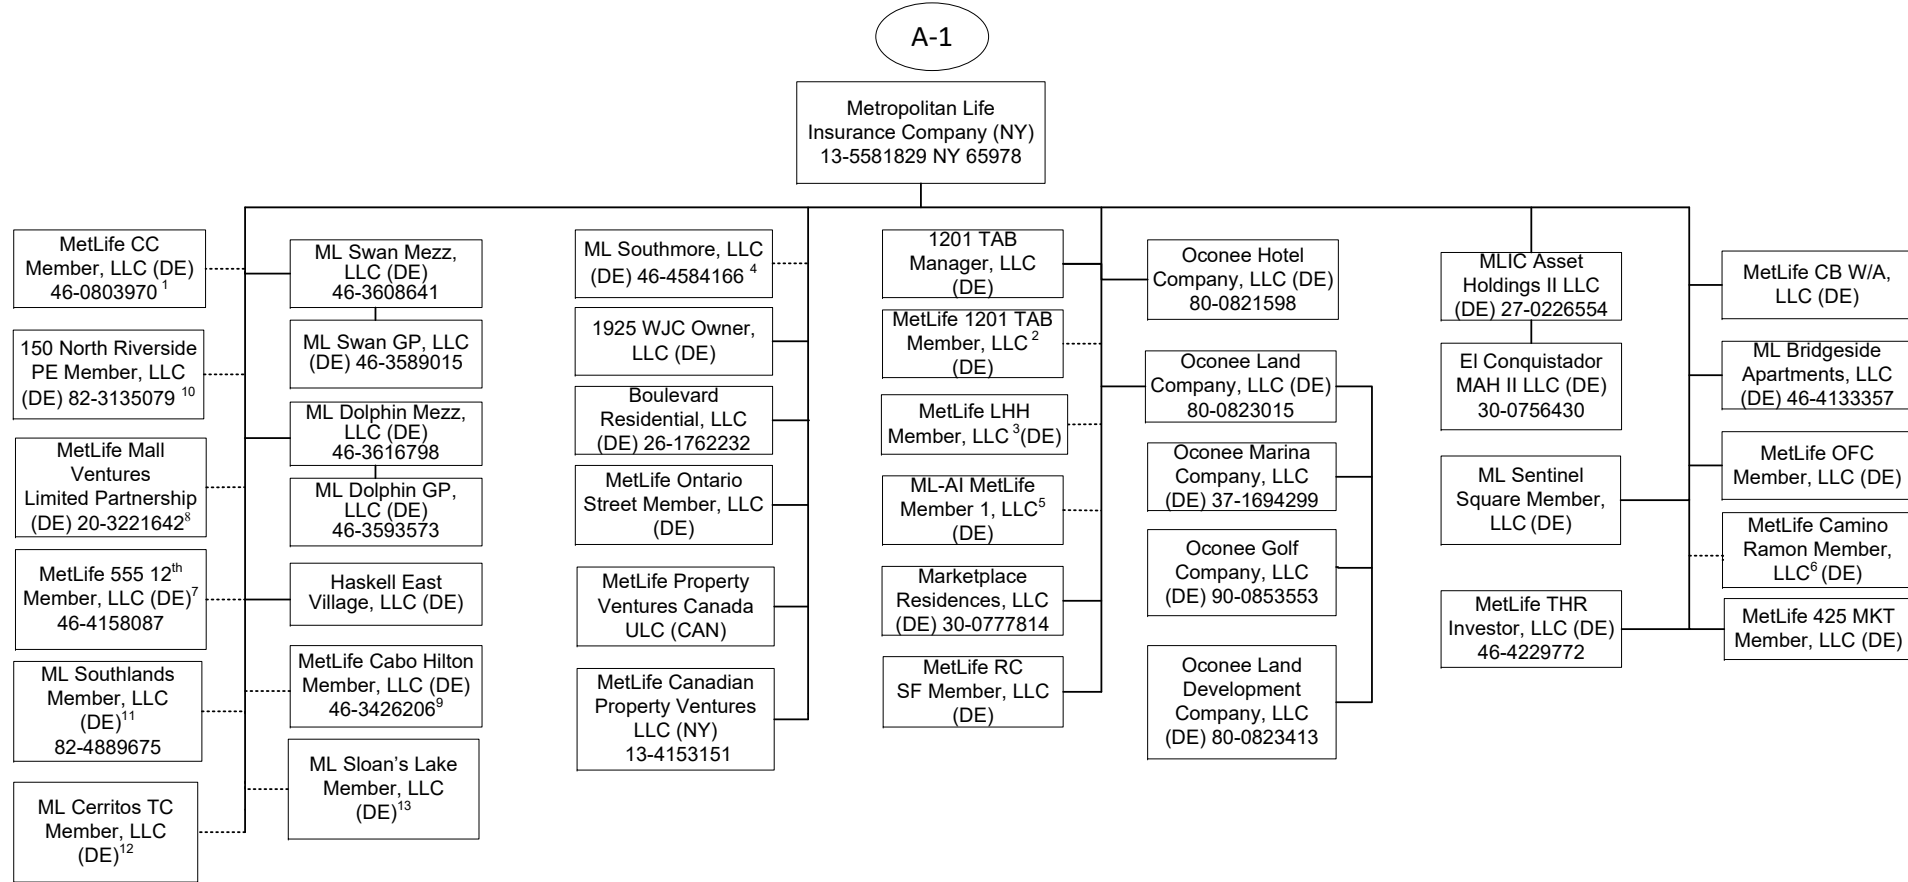 A-1
Metropolitan Life
Insurance Company (NY)
13-5581829 NY 65978
MetLife CC
Member, LLC (DE)
46-0803970 1
150 North Riverside
PE Member, LLC
(DE) 82-3135079 10
MetLife Mall
Ventures
Limited Partnership
(DE) 20-3221642 8
MetLife 555 12th
Member, LLC (DE)7
46-4158087
ML Southlands
Member, LLC
(DE)11
82-4889675
ML Cerritos TC
Member, LLC
(DE)12
ML Swan Mezz,
LLC (DE)
46-3608641
ML Swan GP, LLC
(DE) 46-3589015
ML Dolphin Mezz,
LLC (DE)
46-3616798
ML Dolphin GP,
LLC (DE)
46-3593573
Haskell East
Village, LLC (DE)
MetLife Cabo Hilton
Member, LLC (DE)
46-3426206 9
ML Sloan’s Lake
Member, LLC
(DE)13
ML Southmore, LLC
(DE) 46-4584166 4
1925 WJC Owner,
LLC (DE)
Boulevard
Residential, LLC
(DE) 26-1762232
MetLife Ontario
Street Member, LLC
(DE)
MetLife Property
Ventures Canada
ULC (CAN)
MetLife Canadian
Property Ventures
LLC (NY)
13-4153151
1201 TAB
Manager, LLC
(DE)
MetLife 1201 TAB
Member, LLC 2
(DE)
MetLife LHH
Member, LLC 3(DE)
ML-AI MetLife
Member 1, LLC5
(DE)
Marketplace
Residences, LLC
(DE) 30-0777814
MetLife RC
SF Member, LLC
(DE)
Oconee Hotel
Company, LLC (DE)
80-0821598
Oconee Land
Company, LLC (DE)
80-0823015
Oconee Marina
Company, LLC
(DE) 37-1694299
Oconee Golf
Company, LLC
(DE) 90-0853553
Oconee Land
Development
Company, LLC
(DE) 80-0823413
MLIC Asset
Holdings II LLC
(DE) 27-0226554
El Conquistador
MAH II LLC (DE)
30-0756430
ML Sentinel
Square Member,
LLC (DE)
MetLife THR
Investor, LLC (DE)
46-4229772
MetLife CB W/A,
LLC (DE)
ML Bridgeside
Apartments, LLC
(DE) 46-4133357
MetLife OFC
Member, LLC (DE)
MetLife Camino
Ramon Member,
LLC6 (DE)
MetLife 425 MKT
Member, LLC (DE)